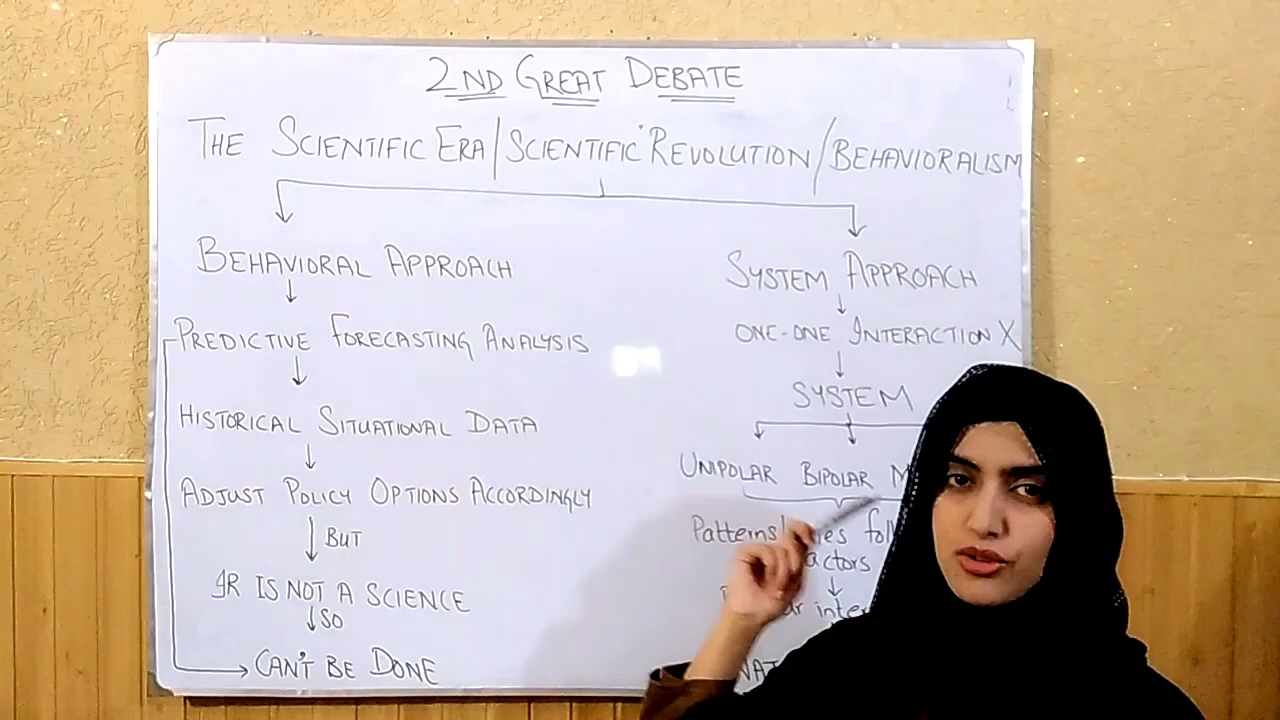 2ND GREAT DEBATE
THE SCIENTIFIC ERA/SCIENTIFIC REVOLUTION/BEHAVIORALISM
BEHAVIORAL APPROACH
PREDICTIVE FORECASTING ANALYSIS
HISTORICAL SITUATIONAL DATA
ADJUST POLICY OPTIONS ACCORDINGLY
BUT
IR IS NOT A SCIENCE
SO
CAN'T BE DONE
SYSTEM APPROACH
ONE-ONE INTERACTION X
SYSTEM
UNIPOLAR BIPOLAR
Patterns
actors